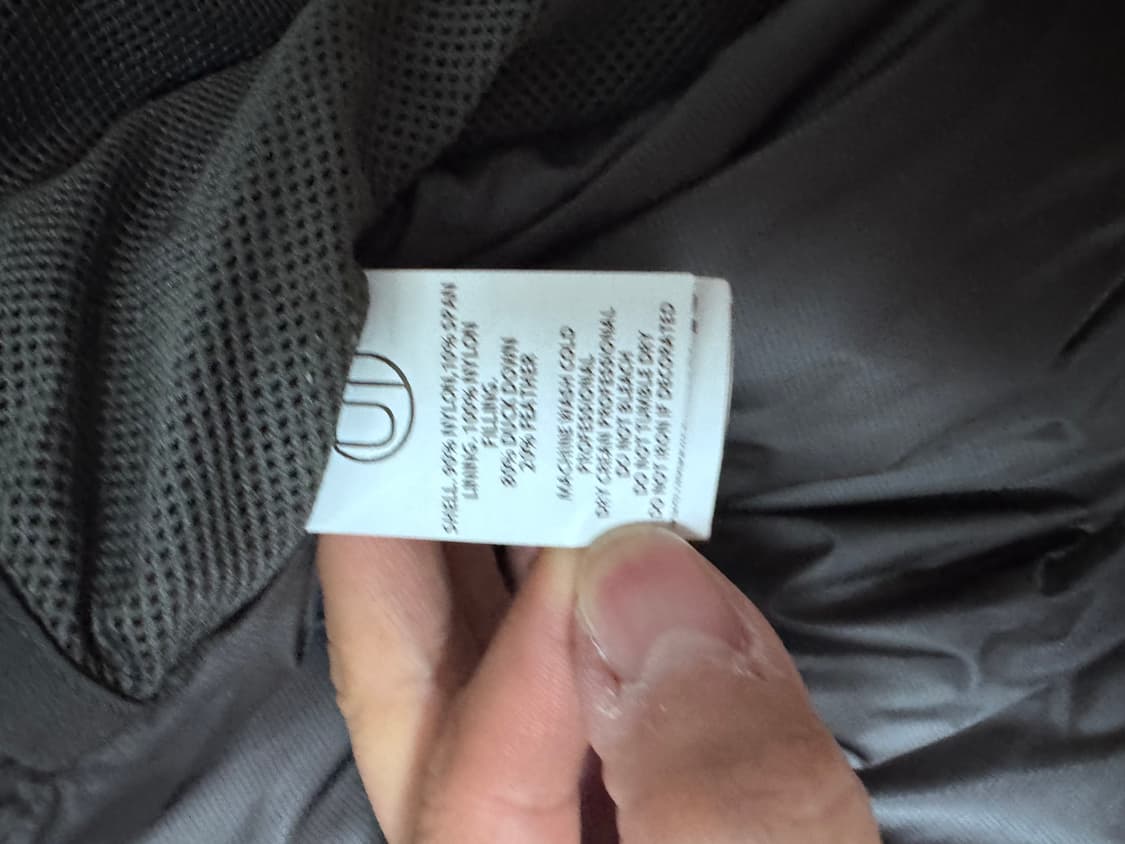 SHELL. 90% NYLON,10% SPAN
LINING. 100% NYLON
FILLING.
80% DUCK DOWN
20% FEATHER
MACHINE WASH COLD
PROFESSIONAL
DRY CREAN PROFESSIONAL
DO NOT BLEACH
DO NOT TUMBLE DRY
DO NOT IRON IF DECORATED